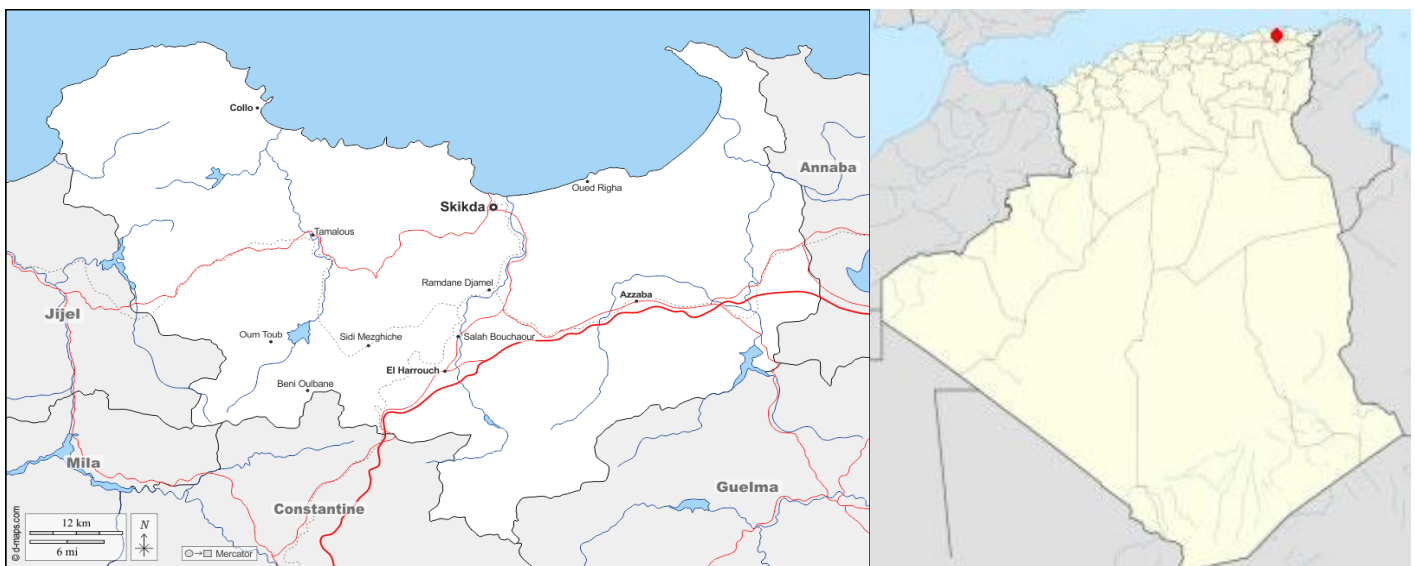 Collo
Annaba
Oued Righa
Skikda
Tamalous
Ramdane Djamel
Azzaba
Jijel
Oum Toub
Sidi Mezghiche
Salah Bouchaour
El Harrouch
Beni Oulbane
Mila
Guelma
Constantine
12 km
6 mi
N
© d-maps.com
Mercator